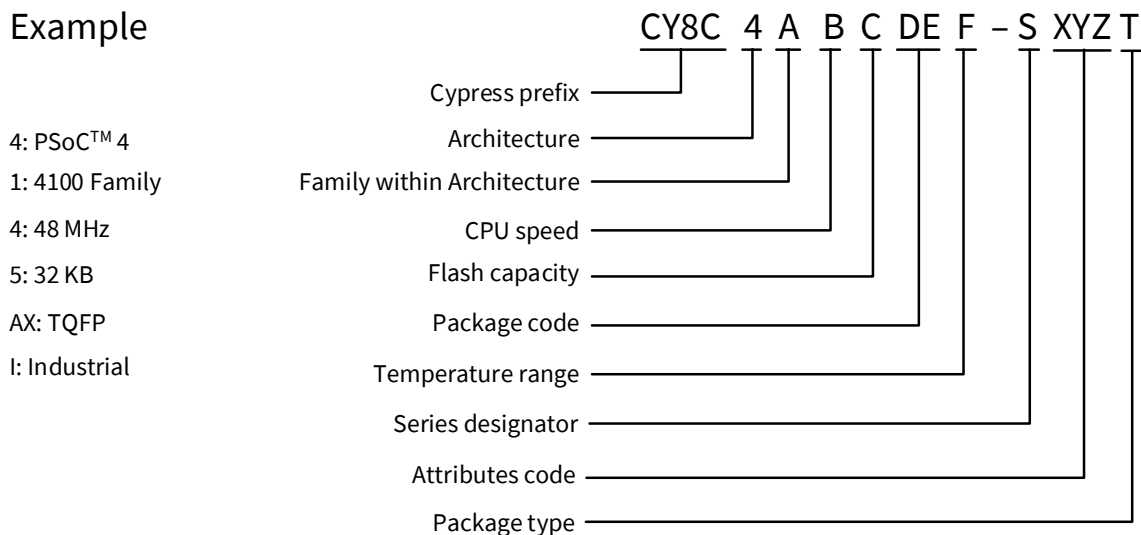 Example CY8C 4 A B C DE F – S XYZ T
Cypress prefix
4: PSoC™ 4 Architecture
1: 4100 Family Family within Architecture
4: 48 MHz CPU speed
5: 32 KB Flash capacity
AX: TQFP Package code
I: Industrial Temperature range
Series designator
Attributes code
Package type